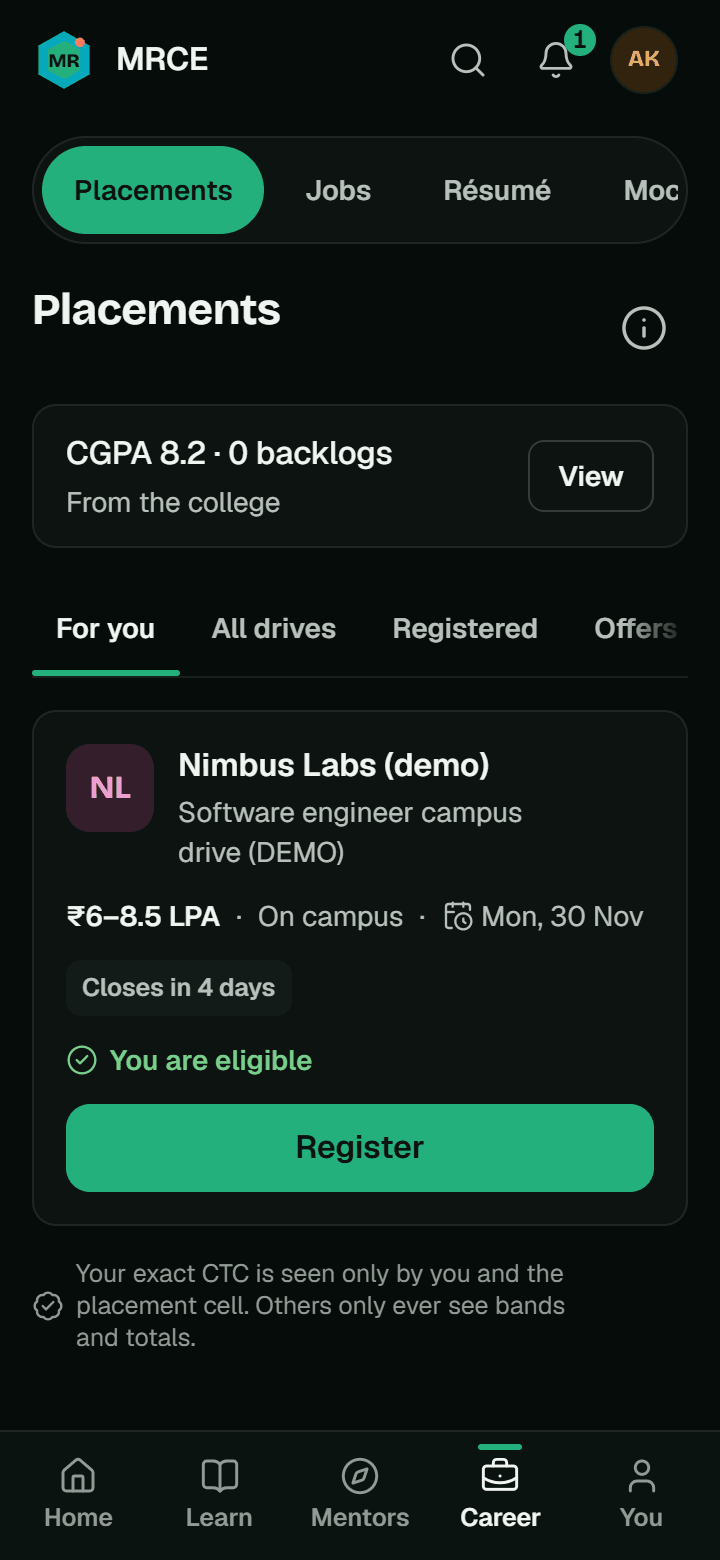 MR MRCE 1 AK
Placements Jobs Résumé Moc
Placements
CGPA 8.2 · 0 backlogs
From the college
View
For you All drives Registered Offers
NL
Nimbus Labs (demo)
Software engineer campus
drive (DEMO)
₹6–8.5 LPA · On campus · Mon, 30 Nov
Closes in 4 days
You are eligible
Register
Your exact CTC is seen only by you and the
placement cell. Others only ever see bands
and totals.
Home Learn Mentors Career You